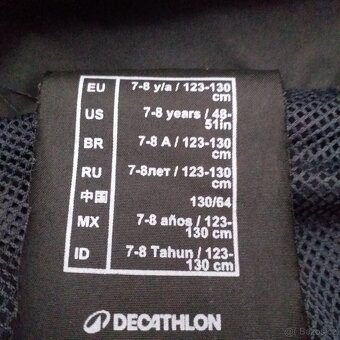 EU 7-8 y/a / 123-130
cm
US 7-8 years / 48-
51in
BR 7-8 A / 123-130
cm
RU 7-8лет / 123-130
cm
中国 130/64
MX 7-8 años / 123-
130 cm
ID 7-8 Tahun / 123-
130 cm
DECATHLON